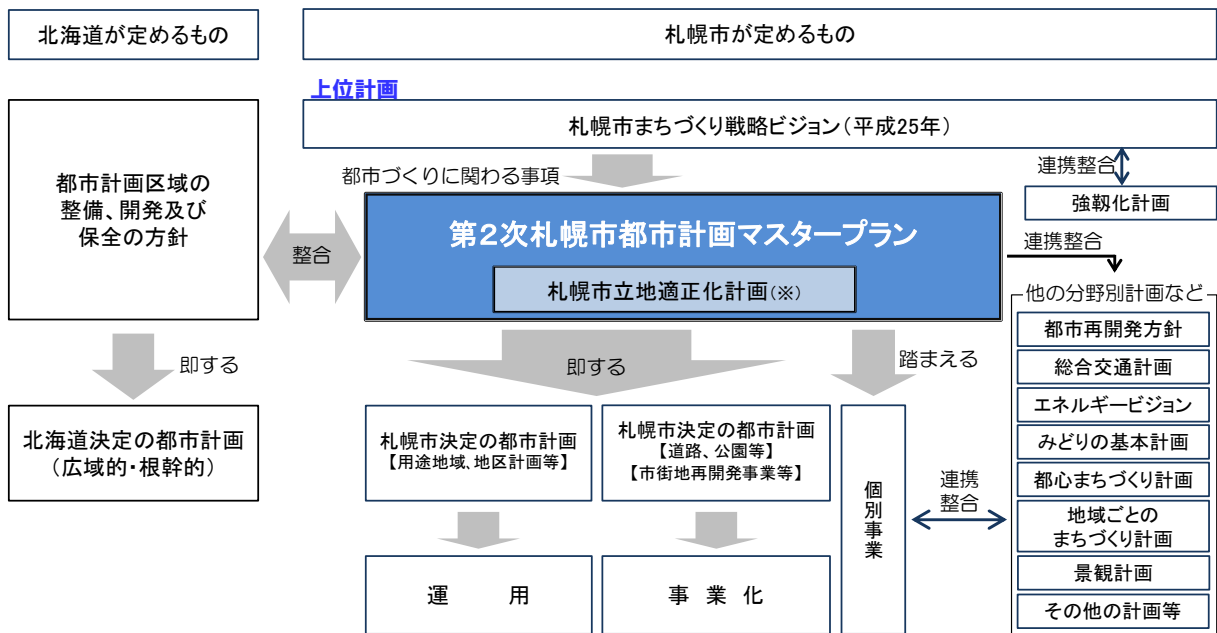 北海道が定めるもの
札幌市が定めるもの
上位計画
札幌市まちづくり戦略ビジョン（平成25年）
都市計画区域の
整備、開発及び
保全の方針
都市づくりに関わる事項
連携整合
強靱化計画
整合
第２次札幌市都市計画マスタープラン
札幌市立地適正化計画(※)
連携整合
即する
即する
踏まえる
北海道決定の都市計画
（広域的・根幹的）
札幌市決定の都市計画
【用途地域、地区計画等】
札幌市決定の都市計画
【道路、公園等】
【市街地再開発事業等】
個別事業
連携
整合
運　用
事 業 化
他の分野別計画など
都市再開発方針
総合交通計画
エネルギービジョン
みどりの基本計画
都心まちづくり計画
地域ごとの
まちづくり計画
景観計画
その他の計画等